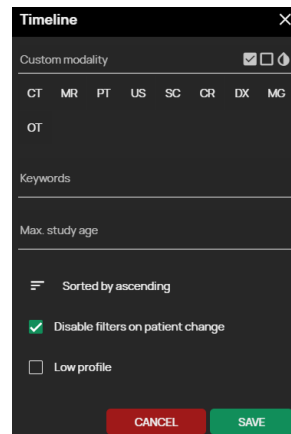 Timeline
Custom modality
CT MR PT US SC CR DX MG
OT
Keywords
Max. study age
Sorted by ascending
Disable filters on patient change
Low profile
CANCEL SAVE